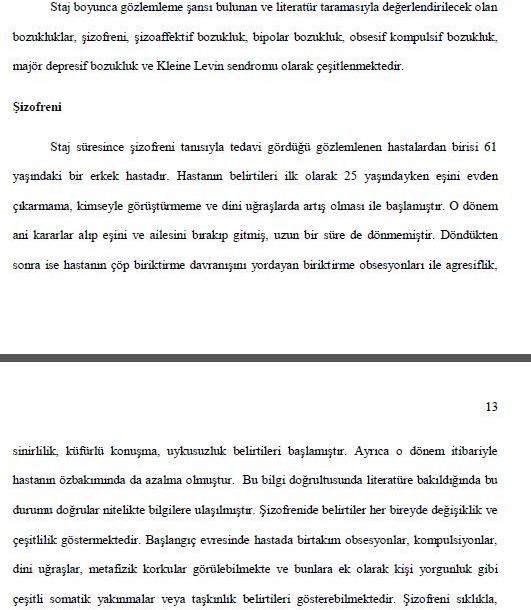 Staj boyunca gözlemleme şansı bulunan ve literatür taramasıyla değerlendirilecek olan
bozukluklar, şizofreni, şizoaffektif bozukluk, bipolar bozukluk, obsesif kompulsif bozukluk,
majör depresif bozukluk ve Kleine Levin sendromu olarak çeşitlenmektedir.
Şizofreni
Staj süresince şizofreni tanısıyla tedavi gördüğü gözlemlenen hastalardan birisi 61
yaşındaki bir erkek hastadır. Hastanın belirtileri ilk olarak 25 yaşındayken eşini evden
çıkarmama, kimseyle görüştürmeme ve dini uğraşlarda artış olması ile başlamıştır. O dönem
ani kararlar alıp eşini ve ailesini bırakıp gitmiş, uzun bir süre de dönmemiştir. Döndükten
sonra ise hastanın çöp biriktirme davranışını yordayan biriktirme obsesyonları ile agresiflik,
13
sinirlilik, küfürlü konuşma, uykusuzluk belirtileri başlamıştır. Ayrıca o dönem itibariyle
hastanın özbakımında da azalma olmuştur. Bu bilgi doğrultusunda literatüre bakıldığında bu
durumu doğrular nitelikte bilgilere ulaşılmıştır. Şizofrenide belirtiler her bireyde değişiklik ve
çeşitlilik göstermektedir. Başlangıç evresinde hastada birtakım obsesyonlar, kompulsiyonlar,
dini uğraşlar, metafizik korkular görülebilmekte ve bunlara ek olarak kişi yorgunluk gibi
çeşitli somatik yakınmalar veya taşkınlık belirtileri gösterebilmektedir. Şizofreni sıklıkla,